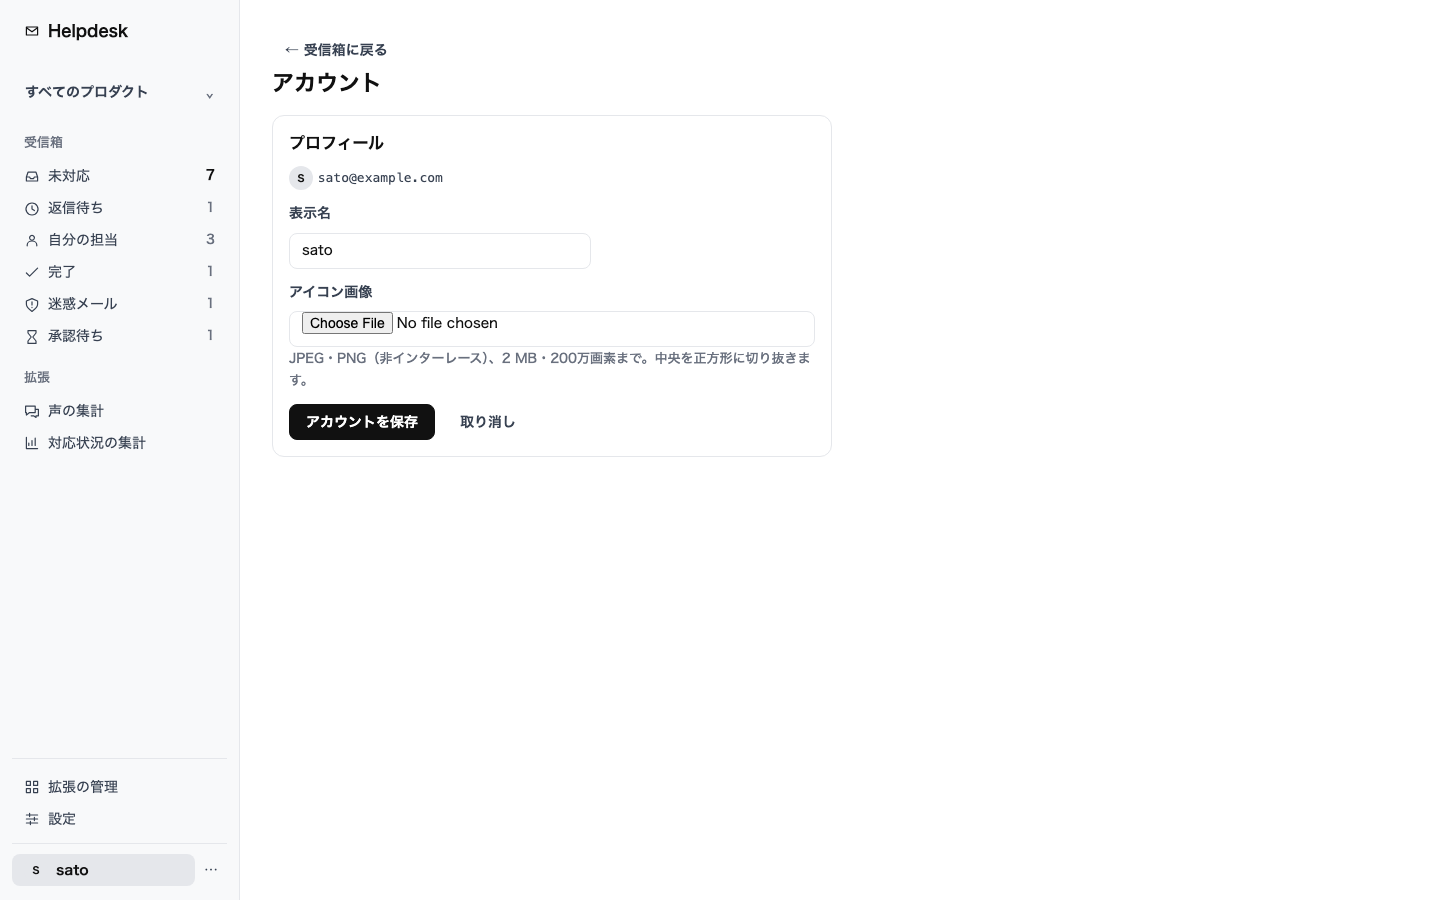 Helpdesk
すべてのプロダクト
受信箱
未対応 7
返信待ち 1
自分の担当 3
完了 1
迷惑メール 1
承認待ち 1
拡張
声の集計
対応状況の集計
拡張の管理
設定
S sato
← 受信箱に戻る
アカウント
プロフィール
S sato@example.com
表示名
sato
アイコン画像
Choose File No file chosen
JPEG・PNG（非インターレース）、2 MB・200万画素まで。中央を正方形に切り抜きま
す。
アカウントを保存 取り消し